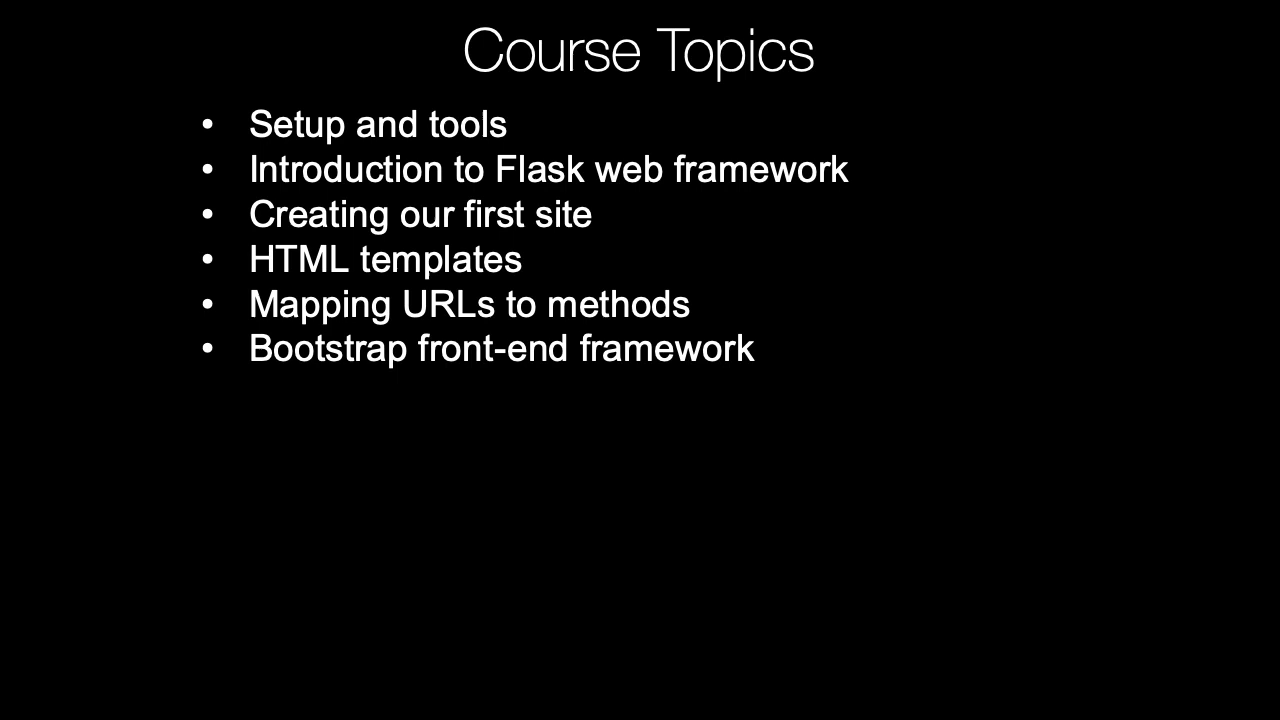 Course Topics
• Setup and tools
• Introduction to Flask web framework
• Creating our first site
• HTML templates
• Mapping URLs to methods
• Bootstrap front-end framework